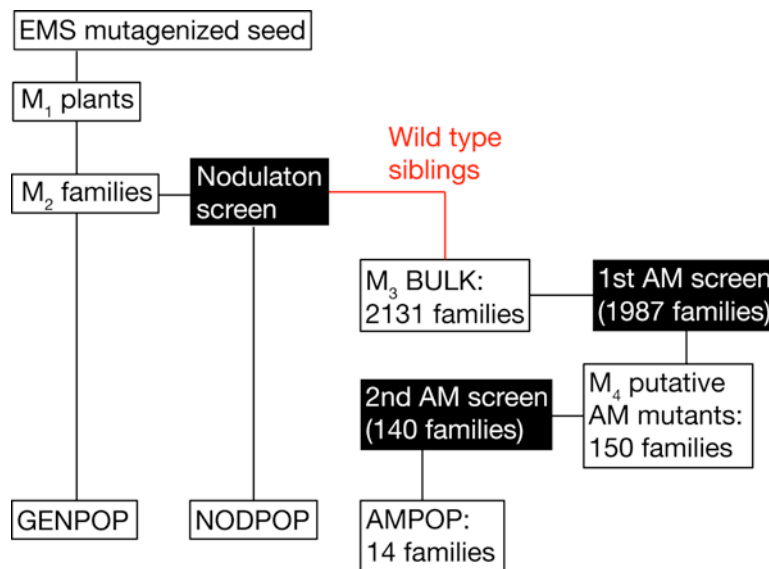 EMS mutagenized seed
M₁ plants
M₂ families
Nodulaton
screen
Wild type
siblings
M₃ BULK:
2131 families
1st AM screen
(1987 families)
M₄ putative
AM mutants:
150 families
2nd AM screen
(140 families)
GENPOP
NODPOP
AMPOP:
14 families